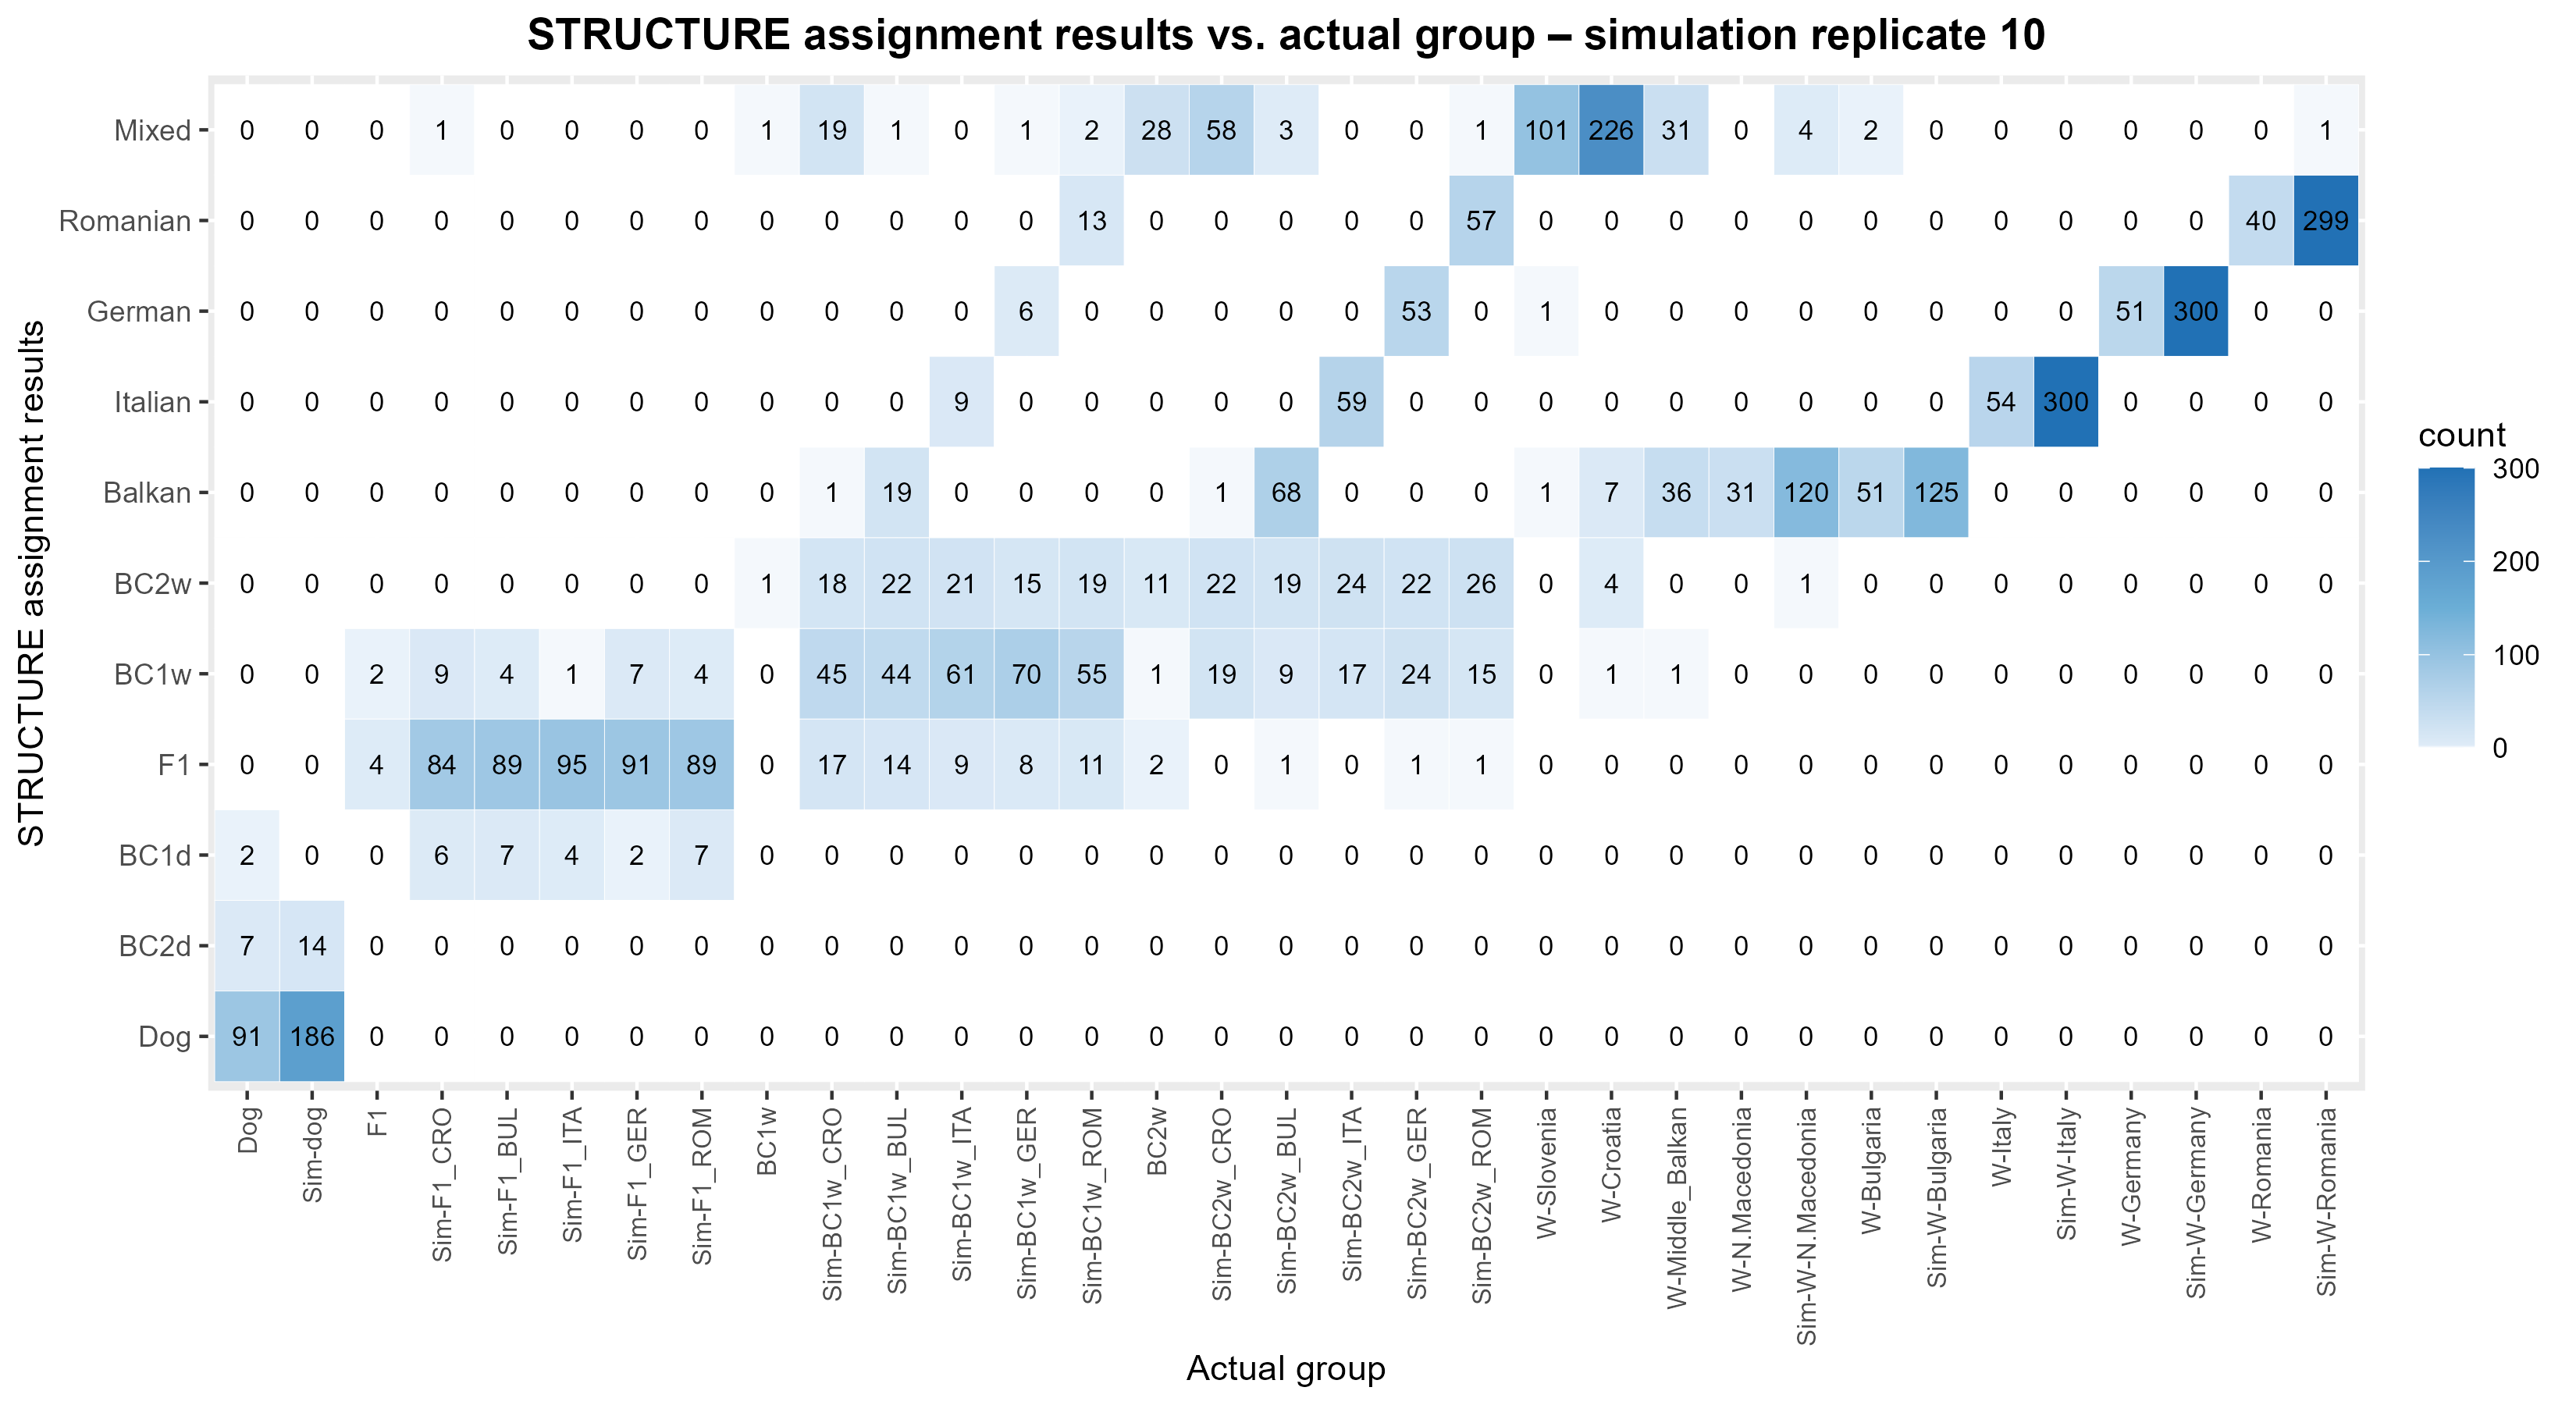 STRUCTURE assignment results vs. actual group – simulation replicate 10
STRUCTURE assignment results
Mixed 0 0 0 1 0 0 0 0 1 19 1 0 1 2 28 58 3 0 0 1 101 226 31 0 4 2 0 0 0 0 0 0 1
Romanian 0 0 0 0 0 0 0 0 0 0 0 0 0 13 0 0 0 0 0 57 0 0 0 0 0 0 0 0 0 0 0 40 299
German 0 0 0 0 0 0 0 0 0 0 0 0 6 0 0 0 0 0 53 0 1 0 0 0 0 0 0 0 0 51 300 0 0
Italian 0 0 0 0 0 0 0 0 0 0 0 9 0 0 0 0 0 59 0 0 0 0 0 0 0 0 0 54 300 0 0 0 0
Balkan 0 0 0 0 0 0 0 0 0 1 19 0 0 0 0 1 68 0 0 0 1 7 36 31 120 51 125 0 0 0 0 0 0
BC2w 0 0 0 0 0 0 0 0 1 18 22 21 15 19 11 22 19 24 22 26 0 4 0 0 1 0 0 0 0 0 0 0 0
BC1w 0 0 2 9 4 1 7 4 0 45 44 61 70 55 1 19 9 17 24 15 0 1 1 0 0 0 0 0 0 0 0 0 0
F1 0 0 4 84 89 95 91 89 0 17 14 9 8 11 2 0 1 0 1 1 0 0 0 0 0 0 0 0 0 0 0 0 0
BC1d 2 0 0 6 7 4 2 7 0 0 0 0 0 0 0 0 0 0 0 0 0 0 0 0 0 0 0 0 0 0 0 0 0
BC2d 7 14 0 0 0 0 0 0 0 0 0 0 0 0 0 0 0 0 0 0 0 0 0 0 0 0 0 0 0 0 0 0 0
Dog 91 186 0 0 0 0 0 0 0 0 0 0 0 0 0 0 0 0 0 0 0 0 0 0 0 0 0 0 0 0 0 0 0
Dog
Sim-dog
F1
Sim-F1_CRO
Sim-F1_BUL
Sim-F1_ITA
Sim-F1_GER
Sim-F1_ROM
BC1w
Sim-BC1w_CRO
Sim-BC1w_BUL
Sim-BC1w_ITA
Sim-BC1w_GER
Sim-BC1w_ROM
BC2w
Sim-BC2w_CRO
Sim-BC2w_BUL
Sim-BC2w_ITA
Sim-BC2w_GER
Sim-BC2w_ROM
W-Slovenia
W-Croatia
W-Middle_Balkan
W-N.Macedonia
Sim-W-N.Macedonia
W-Bulgaria
Sim-W-Bulgaria
W-Italy
Sim-W-Italy
W-Germany
Sim-W-Germany
W-Romania
Sim-W-Romania
Actual group
count
300
200
100
0